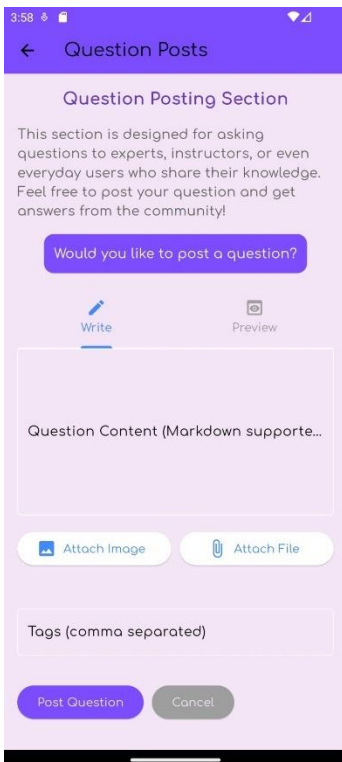 3:58
Question Posts
Question Posting Section
This section is designed for asking
questions to experts, instructors, or even
everyday users who share their knowledge.
Feel free to post your question and get
answers from the community!
Would you like to post a question?
Write
Preview
Question Content (Markdown supporte...
Attach Image
Attach File
Tags (comma separated)
Post Question
Cancel